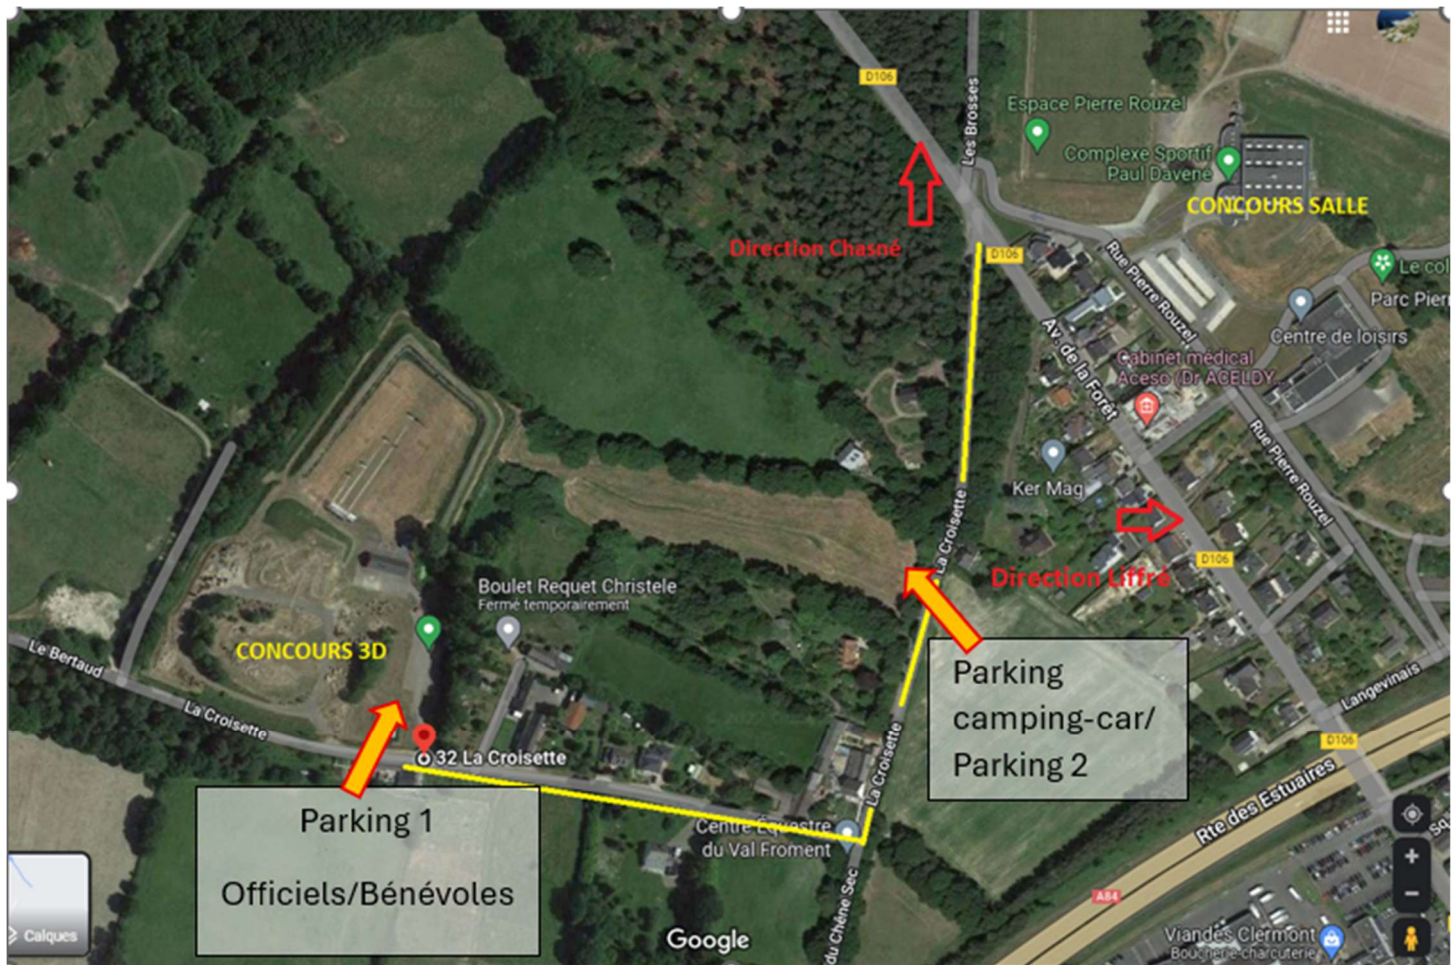 D106
Les Brosses
Espace Pierre Rouzel
Complexe Sportif
Paul Davene
CONCOURS SALLE
Direction Chasné
D106
Rue Pierre Rouzel
Le col
Parc Pier
Centre de loisirs
Av. de la Forêt
Cabinet médical
Aceso (Dr ACELDY...
Rue Pierre Rouzel
Ker Mag
La Croisette
D106
Direction Liffré
Boulet Requet Christele
Fermé temporairement
CONCOURS 3D
Le Bertaud
La Croisette
32 La Croisette
Parking
camping-car/
Parking 2
Langevinais
D106
Rte des Estuaires
La Croisette
Parking 1
Officiels/Bénévoles
Centre Équestre
du Val Froment
du Chêne Sec
A84
Sq
Calques
Google
Viandes Clermont
Boucherie-charcuterie